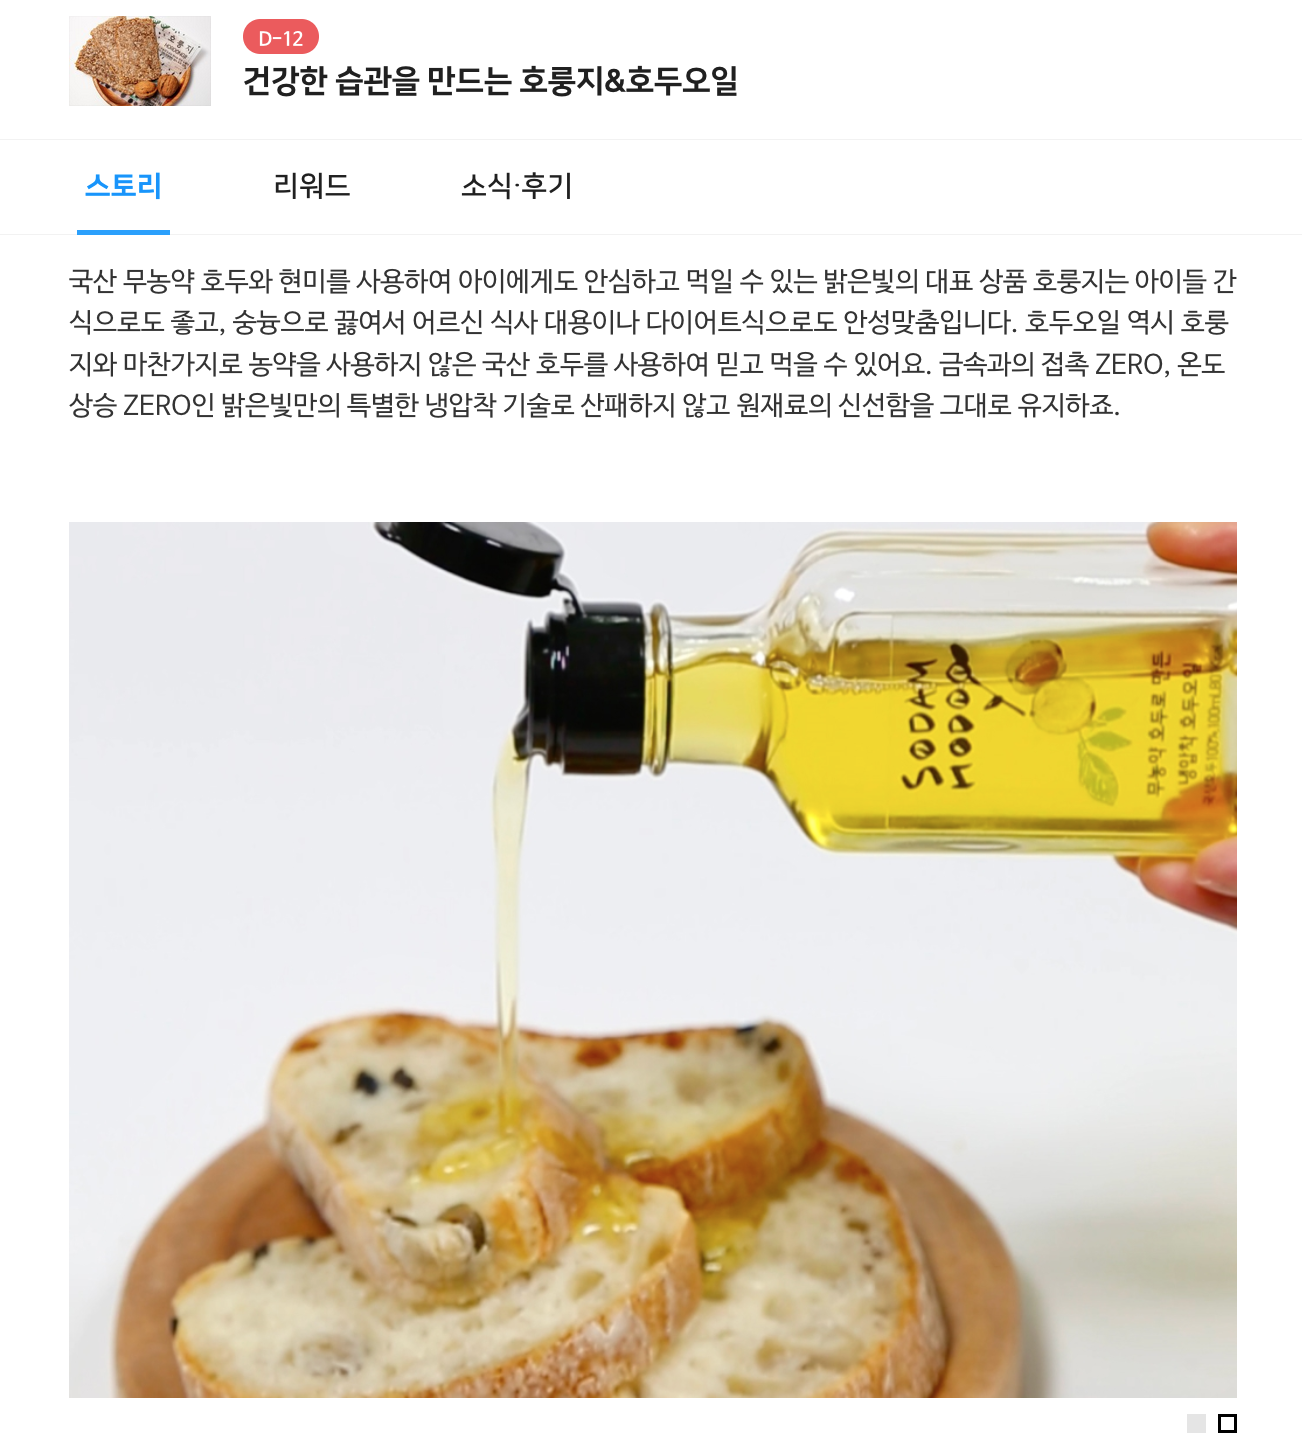 호룽지
D-12
건강한 습관을 만드는 호룽지&호두오일
스토리
리워드
소식·후기
국산 무농약 호두와 현미를 사용하여 아이에게도 안심하고 먹일 수 있는 밝은빛의 대표 상품 호룽지는 아이들 간
식으로도 좋고, 숭늉으로 끓여서 어르신 식사 대용이나 다이어트식으로도 안성맞춤입니다. 호두오일 역시 호룽
지와 마찬가지로 농약을 사용하지 않은 국산 호두를 사용하여 믿고 먹을 수 있어요. 금속과의 접촉 ZERO, 온도
상승 ZERO인 밝은빛만의 특별한 냉압착 기술로 산패하지 않고 원재료의 신선함을 그대로 유지하죠.
SODAM
HODOO
무농약 호두로 만든
냉압착 호두오일
국산호두100%, 100mL